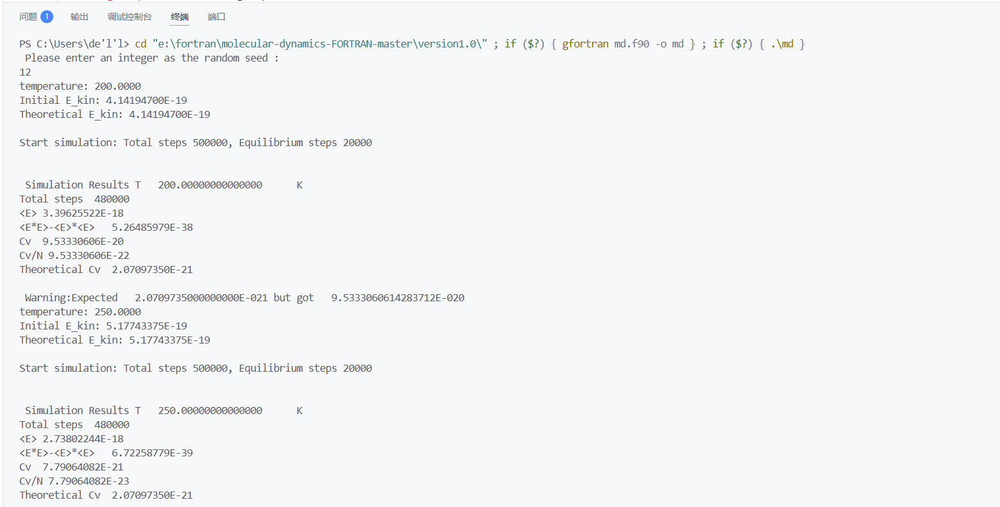 问题 1 输出 调试控制台 终端 端口
PS C:\Users\de'l'l> cd "e:\fortran\molecular-dynamics-FORTRAN-master\version1.0\" ; if ($?) { gfortran md.f90 -o md } ; if ($?) { .\md }
Please enter an integer as the random seed :
12
temperature: 200.0000
Initial E_kin: 4.14194700E-19
Theoretical E_kin: 4.14194700E-19
Start simulation: Total steps 500000, Equilibrium steps 20000
Simulation Results T   200.00000000000000      K
Total steps  480000
<E> 3.39625522E-18
<E*E>-<E>*<E>   5.26485979E-38
Cv  9.53330606E-20
Cv/N 9.53330606E-22
Theoretical Cv  2.07097350E-21
Warning:Expected   2.0709735000000000E-021 but got   9.5333060614283712E-020
temperature: 250.0000
Initial E_kin: 5.17743375E-19
Theoretical E_kin: 5.17743375E-19
Start simulation: Total steps 500000, Equilibrium steps 20000
Simulation Results T   250.00000000000000      K
Total steps  480000
<E> 2.73802244E-18
<E*E>-<E>*<E>   6.72258779E-39
Cv  7.79064082E-21
Cv/N 7.79064082E-23
Theoretical Cv  2.07097350E-21